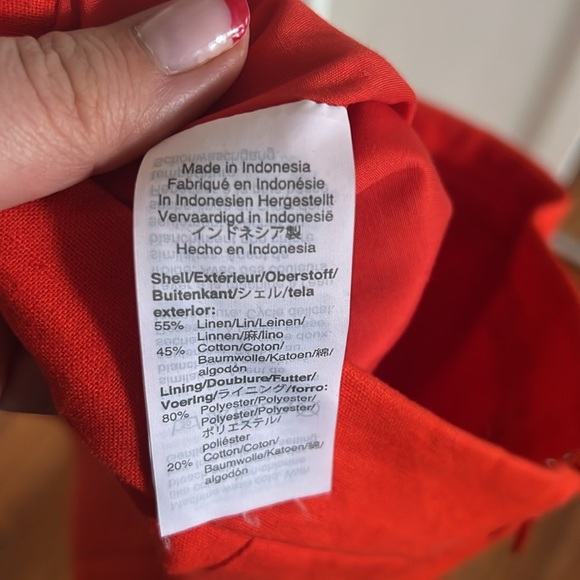 Made in Indonesia
Fabriqué en Indonésie
In Indonesien Hergestellt
Vervaardigd in Indonesië
インドネシア製
Hecho en Indonesia
Shell/Extérieur/Oberstoff/
Buitenkant/シェル/tela
exterior:
55% Linen/Lin/Leinen/
Linnen/麻/lino
45% Cotton/Coton/
Baumwolle/Katoen/綿/
algodón
Lining/Doublure/Futter/
Voering/ライニング/forro:
80% Polyester/Polyester/
Polyester/Polyester/
ポリエステル/
poliéster
20% Cotton/Coton/
Baumwolle/Katoen/綿/
algodón